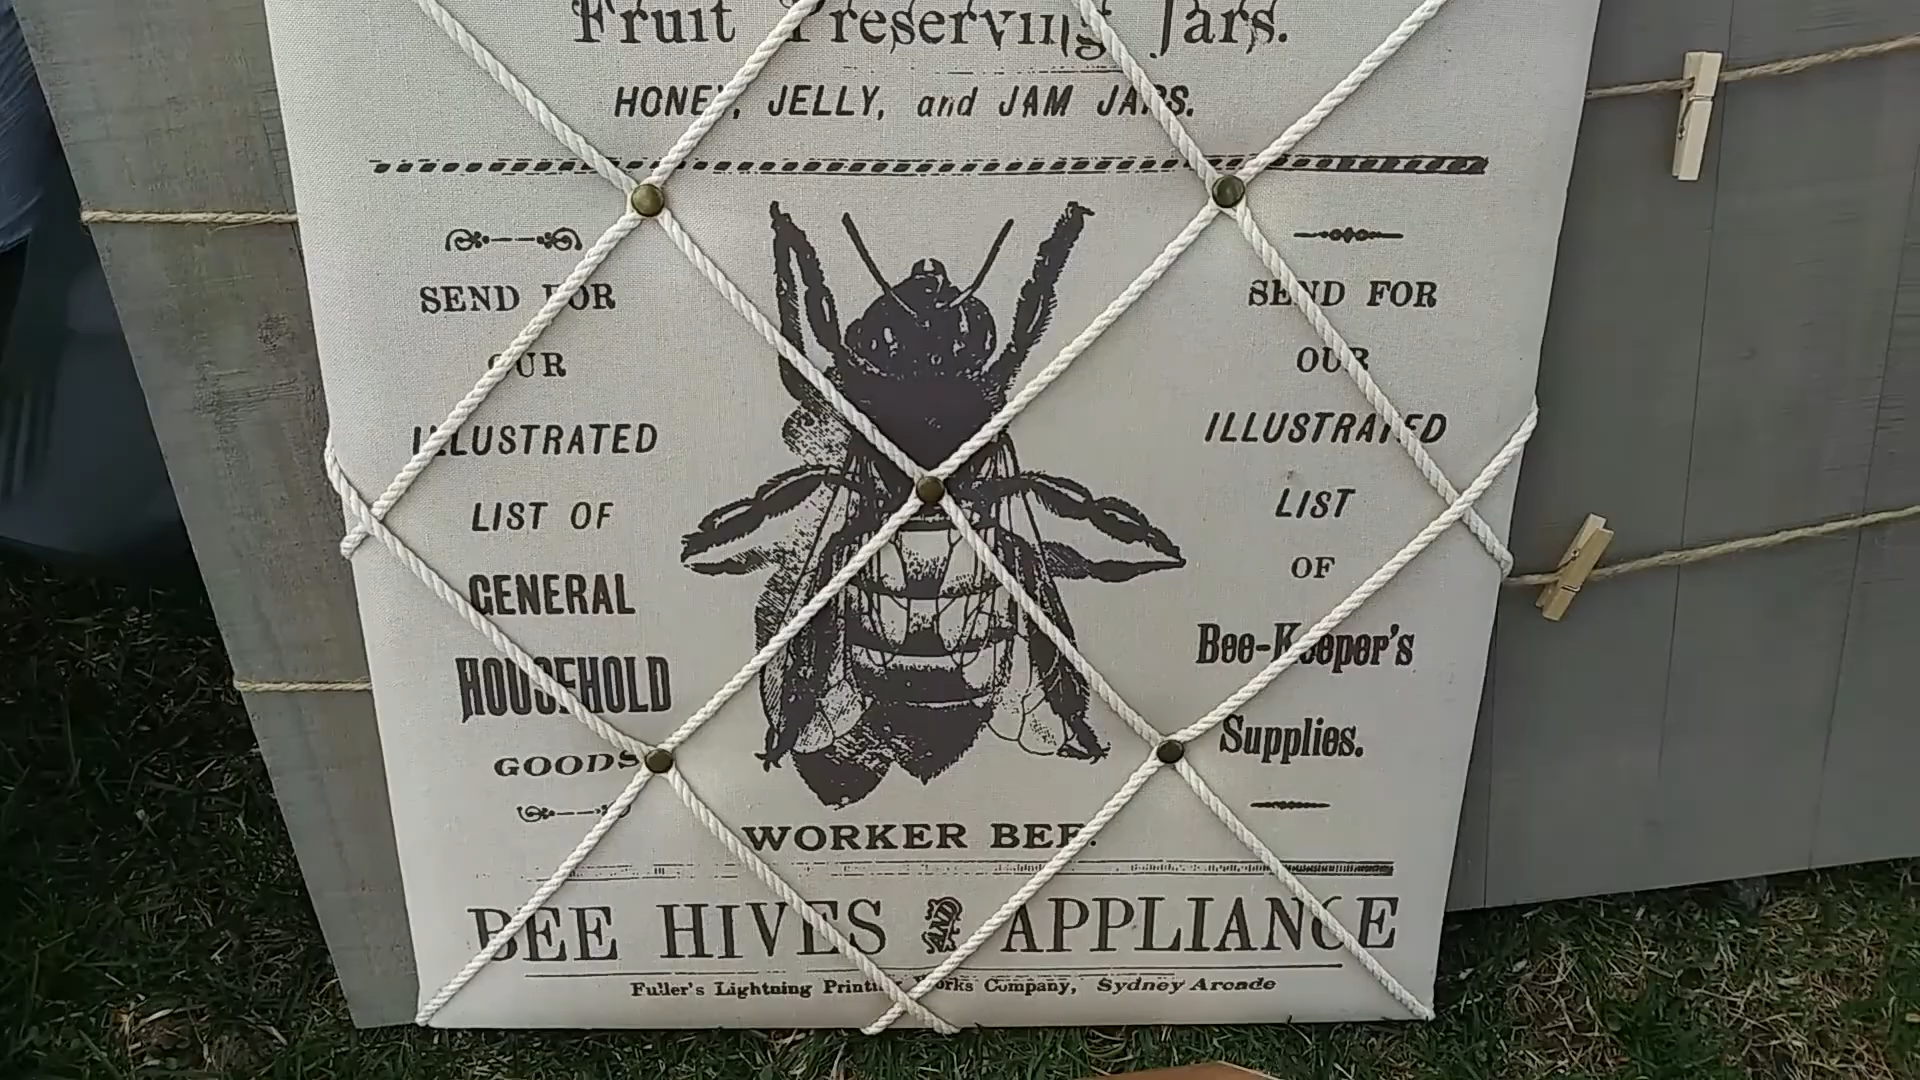 Fruit Preserving Jars.
HONEY, JELLY, and JAM JARS.
SEND FOR
OUR
ILLUSTRATED
LIST OF
GENERAL
HOUSEHOLD
GOODS
SEND FOR
OUR
ILLUSTRATED
LIST
OF
Bee-Keeper's
Supplies.
WORKER BEE.
BEE HIVES AND APPLIANCE
Fuller's Lightning Printing Works Company, Sydney Arcade